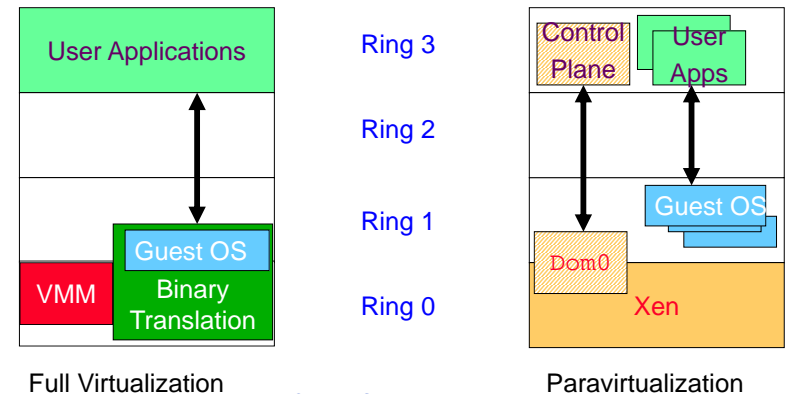 User Applications
Ring 3
Control
Plane
User
Apps
Ring 2
Ring 1
Guest OS
Guest OS
Dom0
VMM
Binary
Translation
Ring 0
Xen
Full Virtualization
Paravirtualization